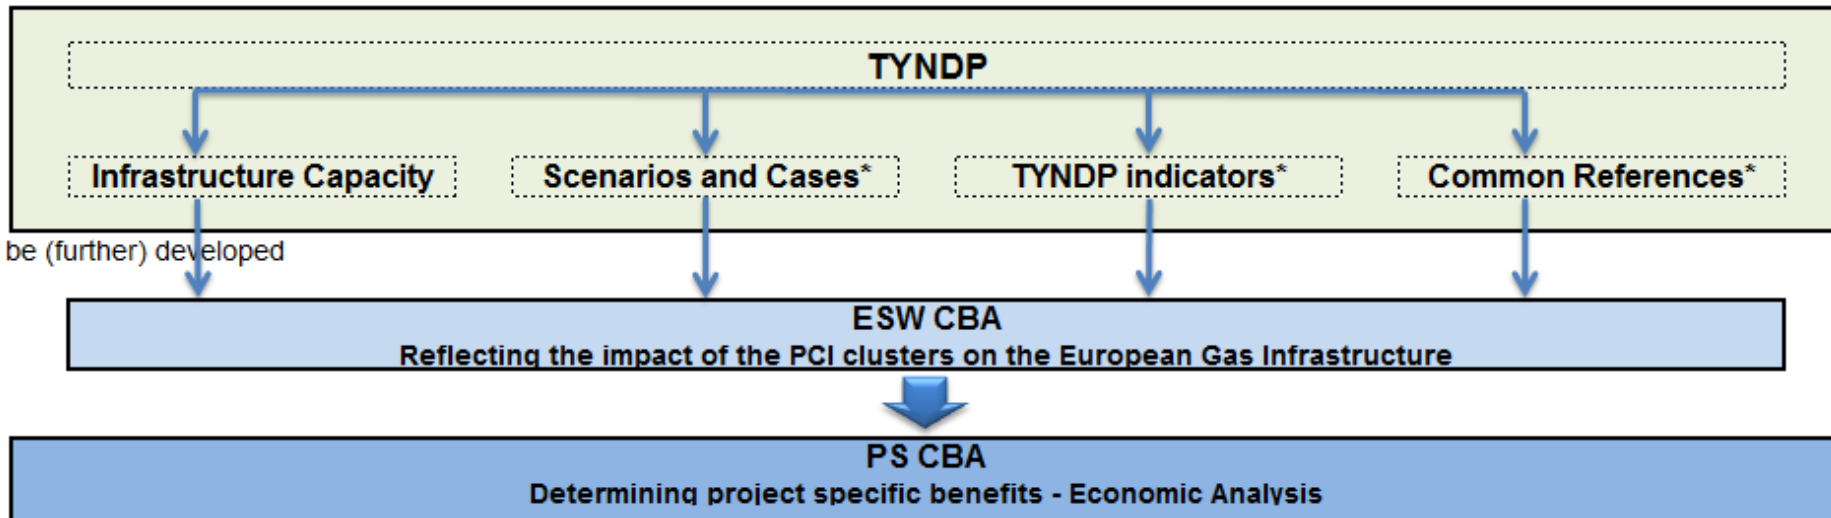 TYNDP
Infrastructure Capacity
Scenarios and Cases*
TYNDP indicators*
Common References*
be (further) developed
ESW CBA
Reflecting the impact of the PCI clusters on the European Gas Infrastructure
PS CBA
Determining project specific benefits - Economic Analysis